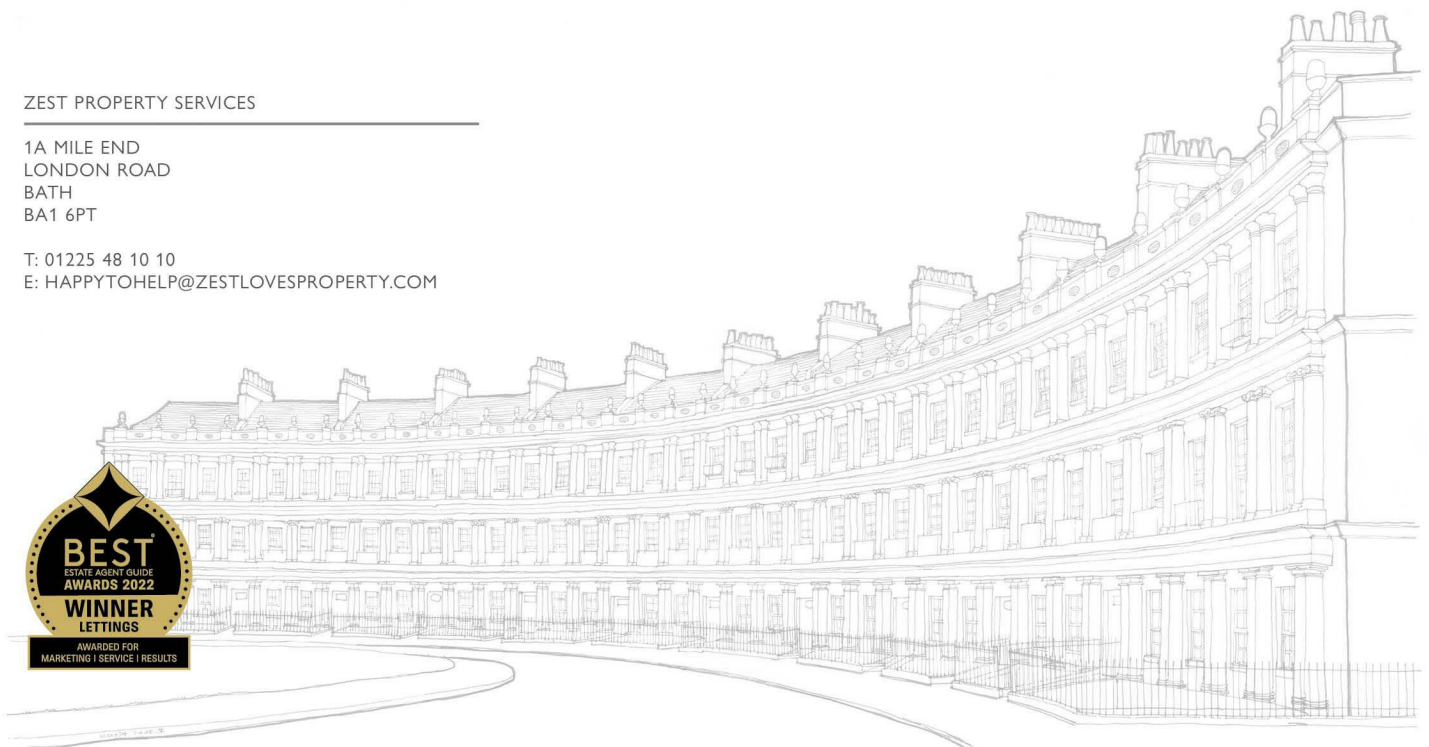 ZEST PROPERTY SERVICES
1A MILE END
LONDON ROAD
BATH
BA1 6PT
T: 01225 48 10 10
E: HAPPYTOHELP@ZESTLOVESPROPERTY.COM
BEST
ESTATE AGENT GUIDE
AWARDS 2022
WINNER
LETTINGS
AWARDED FOR
MARKETING | SERVICE | RESULTS